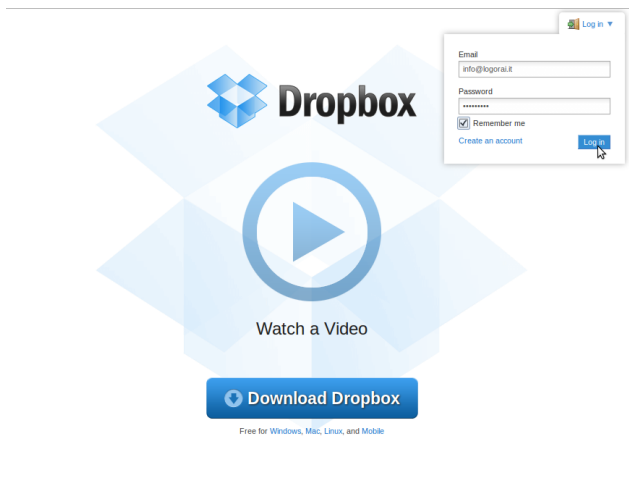 Log in ▼
Email
info@logorai.it
Password
•••••••••
Remember me
Create an account
Log in
Dropbox
Watch a Video
Download Dropbox
Free for Windows, Mac, Linux, and Mobile